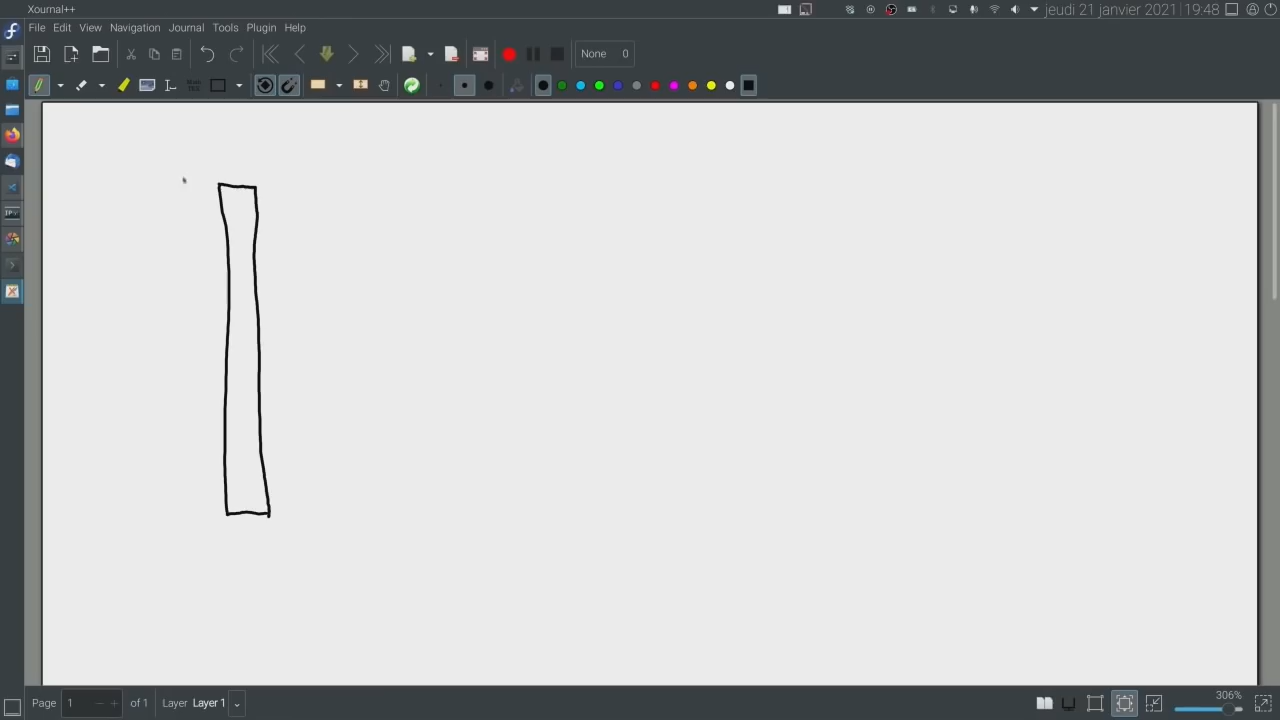 Xournal++
jeudi 21 janvier 2021 | 19:48
File Edit View Navigation Journal Tools Plugin Help
None 0
Page 1 of 1 Layer Layer 1
306%